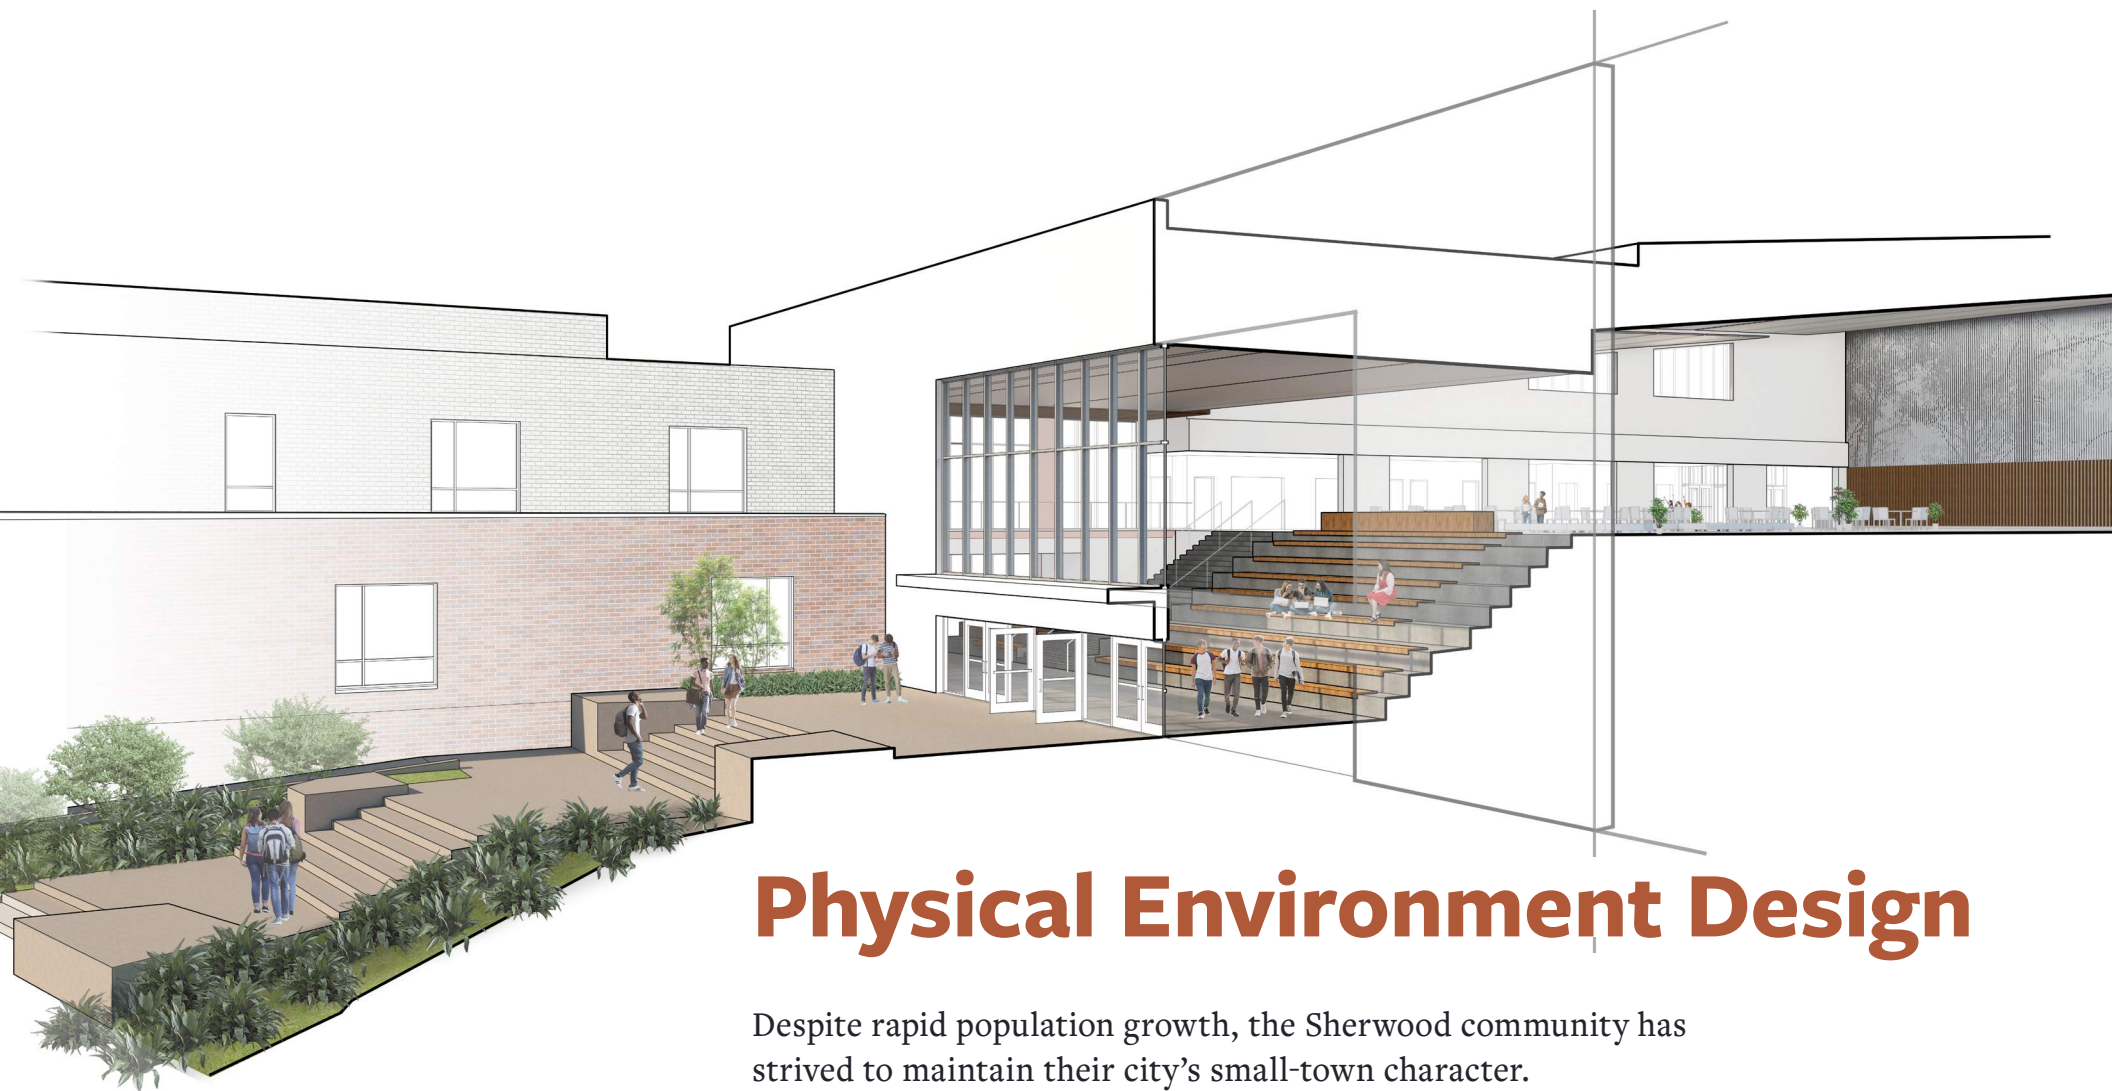 Physical Environment Design
Despite rapid population growth, the Sherwood community has
strived to maintain their city’s small-town character.